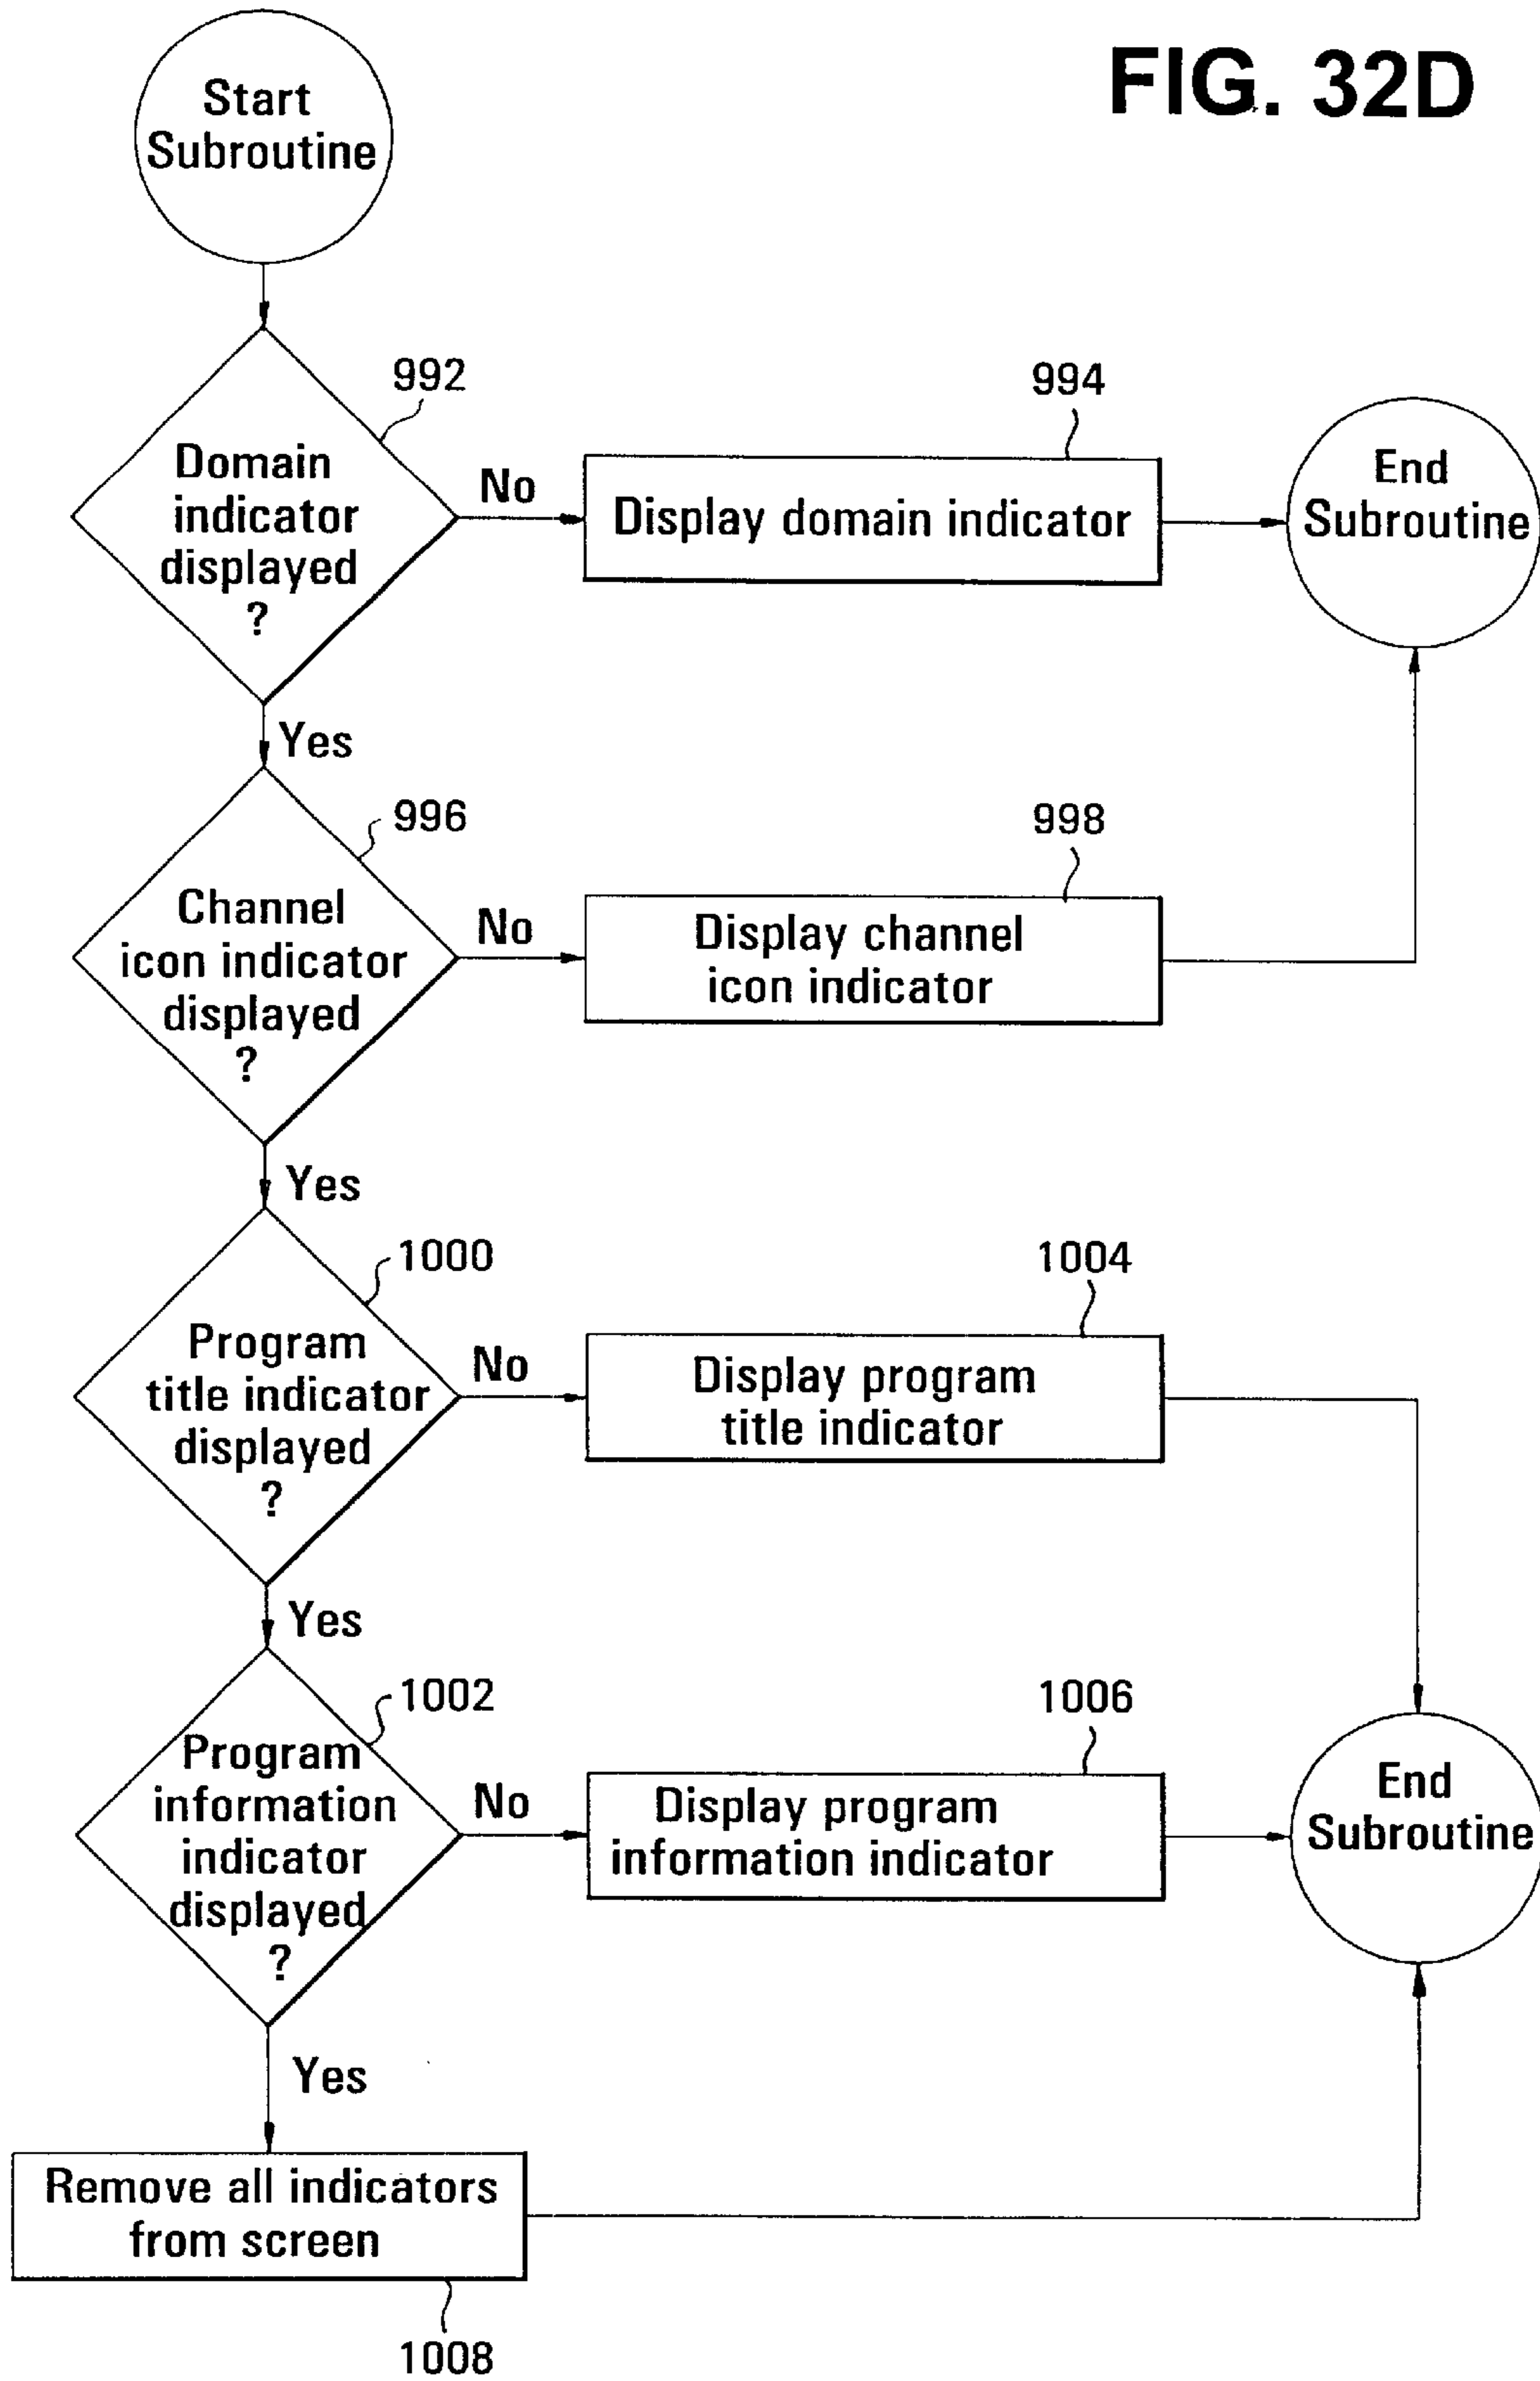 FIG. 32D
Start
Subroutine
992
Domain
indicator
displayed
?
No
994
Display domain indicator
End
Subroutine
Yes
996
Channel
icon indicator
displayed
?
No
998
Display channel
icon indicator
Yes
1000
Program
title indicator
displayed
?
No
1004
Display program
title indicator
Yes
1002
Program
information
indicator
displayed
?
No
1006
Display program
information indicator
End
Subroutine
Yes
Remove all indicators
from screen
1008